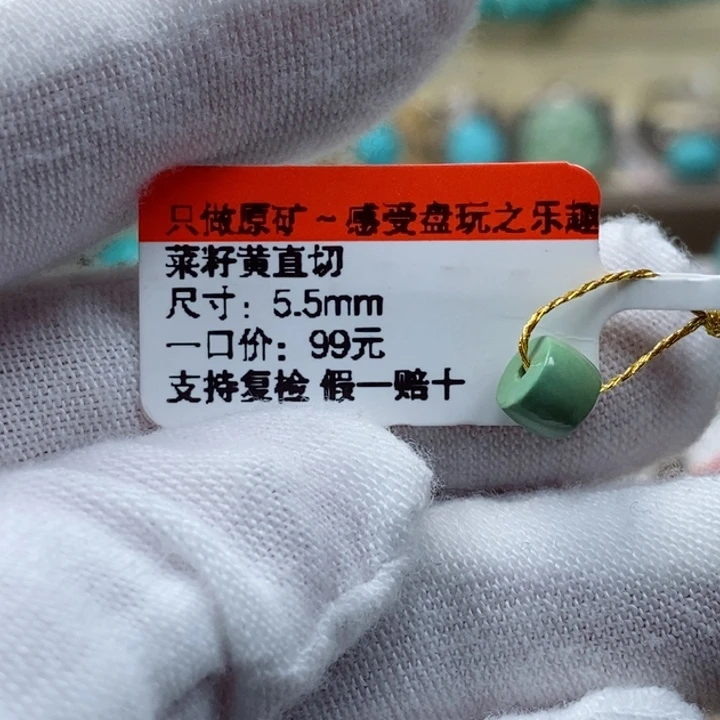 只做原矿~感受盘玩之乐趣
菜籽黄直切
尺寸：5.5mm
一口价：99元
支持复检 假一赔十